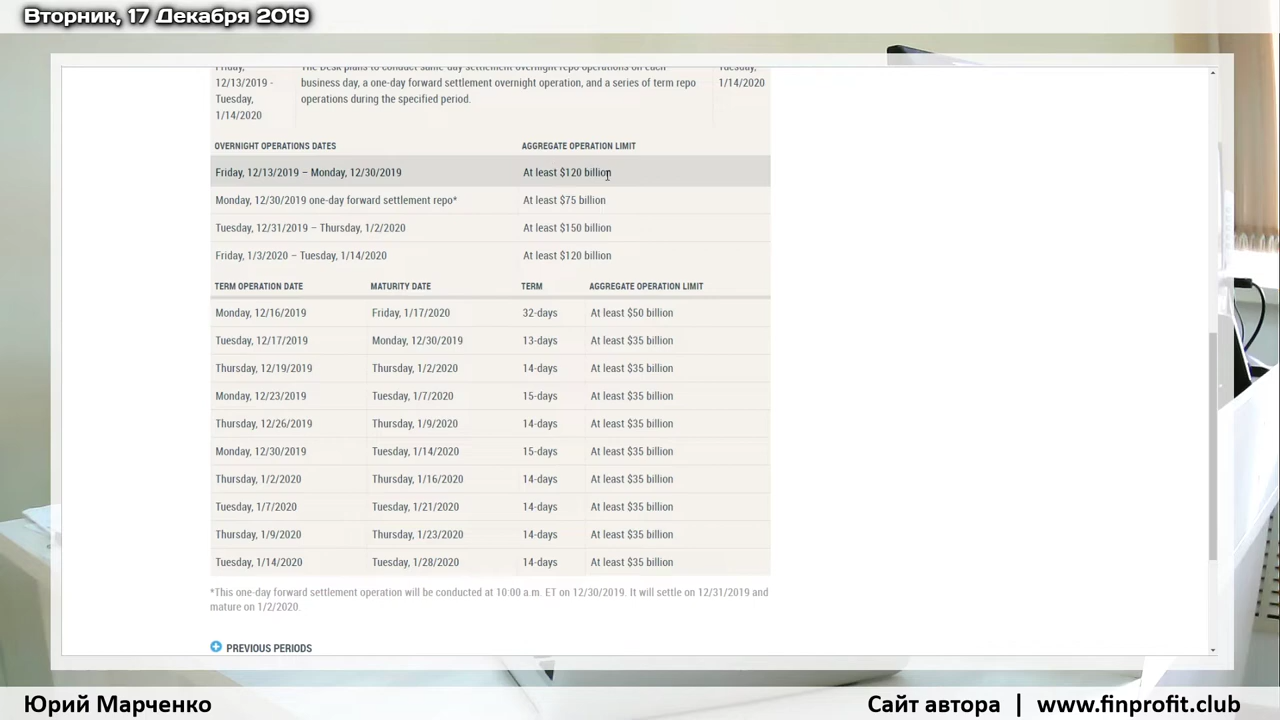 Вторник, 17 Декабря 2019
Friday,
12/13/2019 -
Tuesday,
1/14/2020
The Desk plans to conduct same-day settlement overnight repo operations on each
business day, a one-day forward settlement overnight operation, and a series of term repo
operations during the specified period.
Tuesday,
1/14/2020
OVERNIGHT OPERATIONS DATES AGGREGATE OPERATION LIMIT
Friday, 12/13/2019 – Monday, 12/30/2019 At least $120 billion
Monday, 12/30/2019 one-day forward settlement repo* At least $75 billion
Tuesday, 12/31/2019 – Thursday, 1/2/2020 At least $150 billion
Friday, 1/3/2020 – Tuesday, 1/14/2020 At least $120 billion
TERM OPERATION DATE MATURITY DATE TERM AGGREGATE OPERATION LIMIT
Monday, 12/16/2019 Friday, 1/17/2020 32-days At least $50 billion
Tuesday, 12/17/2019 Monday, 12/30/2019 13-days At least $35 billion
Thursday, 12/19/2019 Thursday, 1/2/2020 14-days At least $35 billion
Monday, 12/23/2019 Tuesday, 1/7/2020 15-days At least $35 billion
Thursday, 12/26/2019 Thursday, 1/9/2020 14-days At least $35 billion
Monday, 12/30/2019 Tuesday, 1/14/2020 15-days At least $35 billion
Thursday, 1/2/2020 Thursday, 1/16/2020 14-days At least $35 billion
Tuesday, 1/7/2020 Tuesday, 1/21/2020 14-days At least $35 billion
Thursday, 1/9/2020 Thursday, 1/23/2020 14-days At least $35 billion
Tuesday, 1/14/2020 Tuesday, 1/28/2020 14-days At least $35 billion
*This one-day forward settlement operation will be conducted at 10:00 a.m. ET on 12/30/2019. It will settle on 12/31/2019 and
mature on 1/2/2020.
PREVIOUS PERIODS
Юрий Марченко
Сайт автора | www.finprofit.club